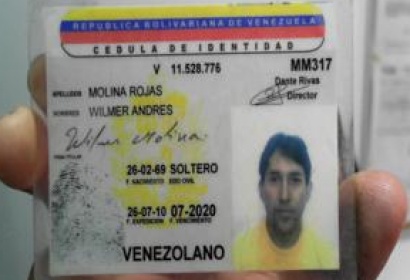 REPUBLICA BOLIVARIANA DE VENEZUELA
CEDULA DE IDENTIDAD
V 11.528.776 MM317
APELLIDOS MOLINA ROJAS Dante Rivas
NOMBRES WILMER ANDRES Director
Wilmer Molina
FIRMA TITULAR
26-02-69 SOLTERO
F. NACIMIENTO EDO CIVIL
26-07-10 07-2020
F. EXPEDICION F. VENCIMIENTO
VENEZOLANO